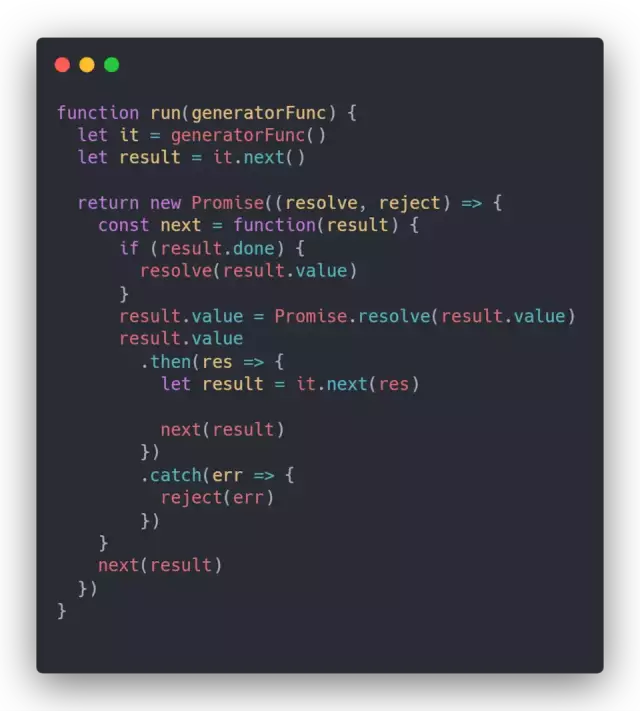 function run(generatorFunc) {
  let it = generatorFunc()
  let result = it.next()

  return new Promise((resolve, reject) => {
    const next = function(result) {
      if (result.done) {
        resolve(result.value)
      }
      result.value = Promise.resolve(result.value)
      result.value
        .then(res => {
          let result = it.next(res)

          next(result)
        })
        .catch(err => {
          reject(err)
        })
    }
    next(result)
  })
}